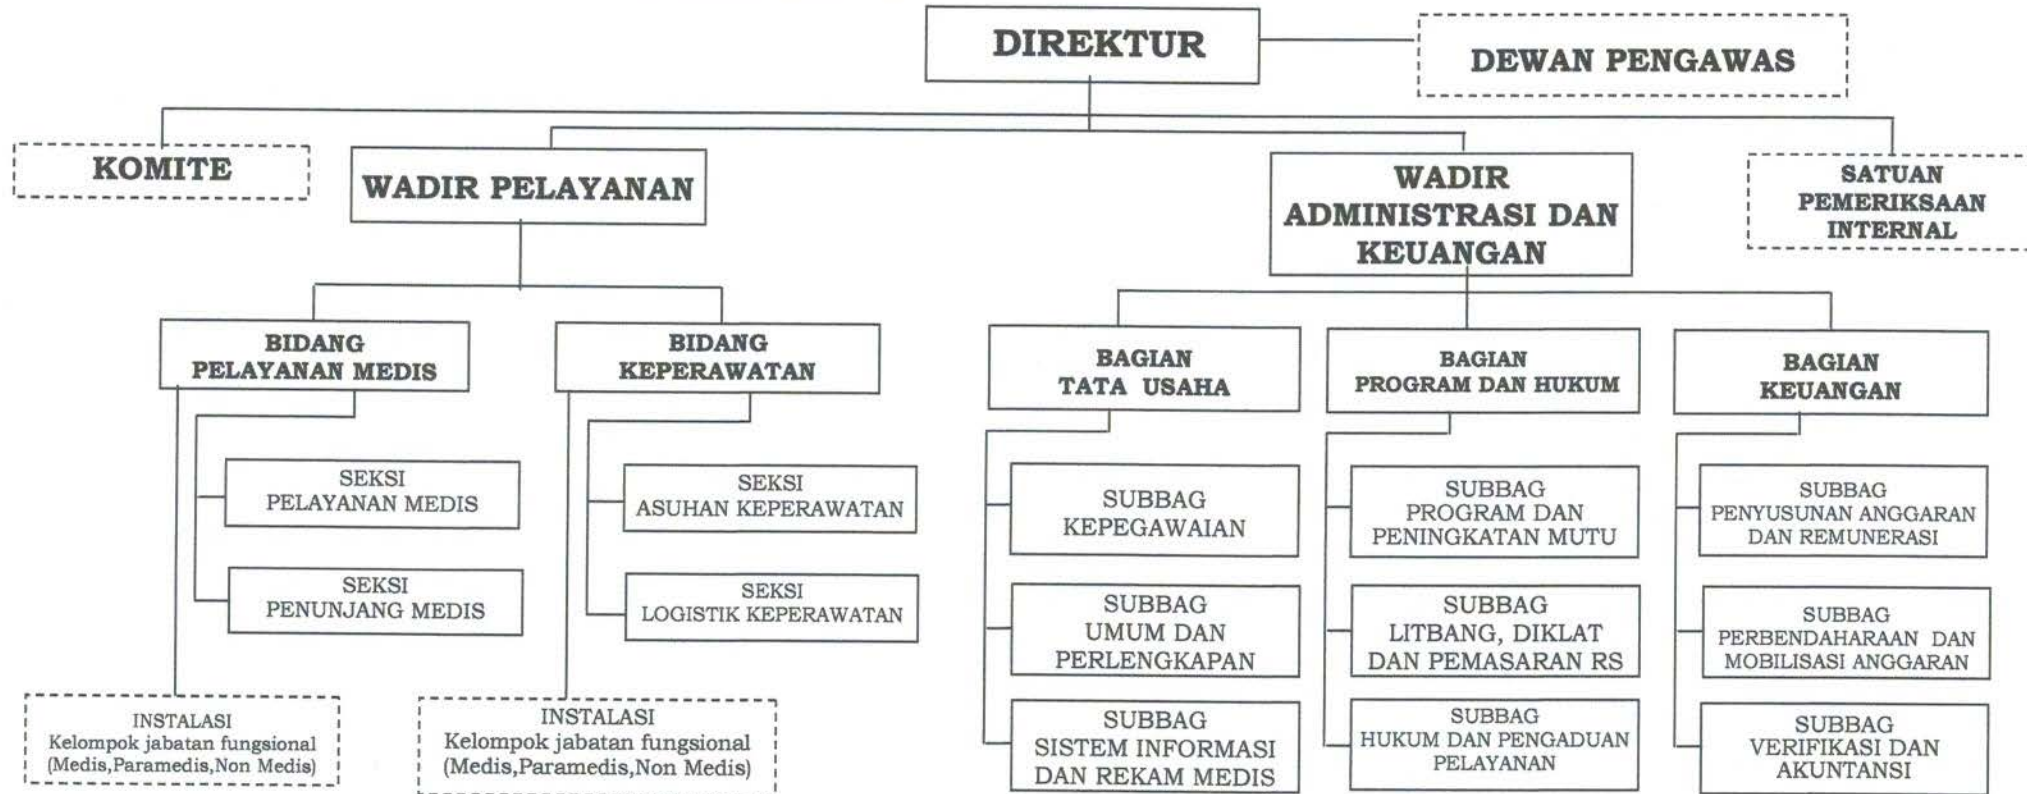 DIREKTUR
DEWAN PENGAWAS
KOMITE
WADIR PELAYANAN
WADIR
ADMINISTRASI DAN
KEUANGAN
SATUAN
PEMERIKSAAN
INTERNAL
BIDANG
PELAYANAN MEDIS
BIDANG
KEPERAWATAN
BAGIAN
TATA USAHA
BAGIAN
PROGRAM DAN HUKUM
BAGIAN
KEUANGAN
SEKSI
PELAYANAN MEDIS
SEKSI
PENUNJANG MEDIS
INSTALASI
Kelompok jabatan fungsional
(Medis,Paramedis,Non Medis)
SEKSI
ASUHAN KEPERAWATAN
SEKSI
LOGISTIK KEPERAWATAN
INSTALASI
Kelompok jabatan fungsional
(Medis,Paramedis,Non Medis)
SUBBAG
KEPEGAWAIAN
SUBBAG
UMUM DAN
PERLENGKAPAN
SUBBAG
SISTEM INFORMASI
DAN REKAM MEDIS
SUBBAG
PROGRAM DAN
PENINGKATAN MUTU
SUBBAG
LITBANG, DIKLAT
DAN PEMASARAN RS
SUBBAG
HUKUM DAN PENGADUAN
PELAYANAN
SUBBAG
PENYUSUNAN ANGGARAN
DAN REMUNERASI
SUBBAG
PERBENDAHARAAN DAN
MOBILISASI ANGGARAN
SUBBAG
VERIFIKASI DAN
AKUNTANSI